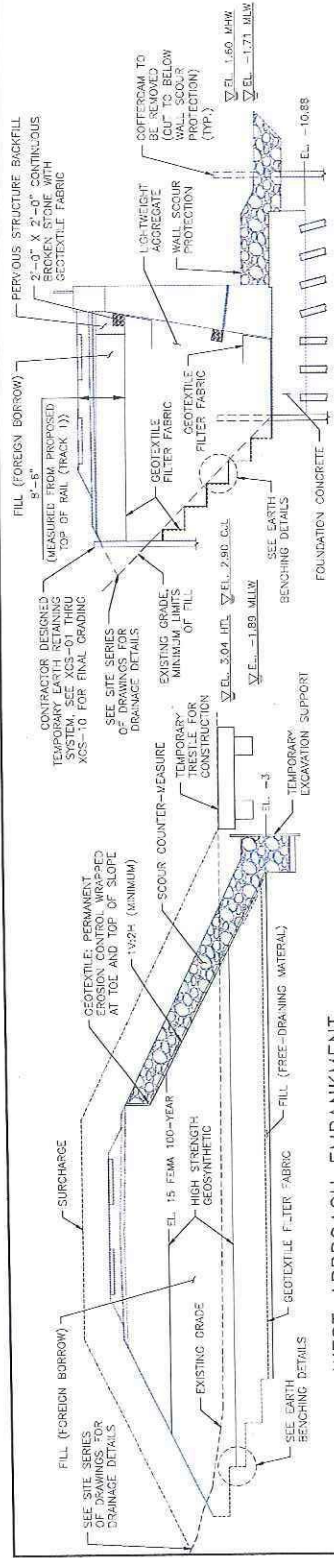 SEE SITE SERIES
OF DRAWINGS FOR
DRAINAGE DETAILS
FILL (FOREIGN BORROW)
SURCHARGE
GEOTEXTILE; PERMANENT
EROSION CONTROL WRAPPED
AT TOE AND TOP OF SLOPE
1V:2H (MINIMUM)
SCOUR COUNTER-MEASURE
EL. 15 FEMA 100-YEAR
HIGH STRENGTH
GEOSYNTHETIC
EXISTING GRADE
TEMPORARY
TRESTLE FOR
CONSTRUCTION
EL. 3.04 HTL
EL. 2.90 CJL
EL. -1.89 MLLW
EL. -3
TEMPORARY
EXCAVATION SUPPORT
FILL (FREE-DRAINING MATERIAL)
GEOTEXTILE FILTER FABRIC
SEE EARTH
BENCHING DETAILS
WEST APPROACH EMBANKMENT
CONTRACTOR DESIGNED
TEMPORARY EARTH RETAINING
SYSTEM, SEE XCS-01 THRU
XCS-10 FOR FINAL GRADING
SEE SITE SERIES
OF DRAWINGS FOR
DRAINAGE DETAILS
EXISTING GRADE,
MINIMUM LIMITS
OF FILL
FILL (FOREIGN BORROW)
8'-6"
(MEASURED FROM PROPOSED
TOP OF RAIL (TRACK 1))
PERVIOUS STRUCTURE BACKFILL
2'-0" X 2'-0" CONTINUOUS
BROKEN STONE WITH
GEOTEXTILE FABRIC
GEOTEXTILE
FILTER FABRIC
LIGHTWEIGHT
AGGREGATE
WALL SCOUR
PROTECTION
GEOTEXTILE
FILTER FABRIC
COFFERDAM TO
BE REMOVED
(CUT TO BELOW
WALL SCOUR
PROTECTION)
(TYP.)
EL. 1.60 MHW
EL. -1.71 MLW
EL. -10.88
SEE EARTH
BENCHING DETAILS
FOUNDATION CONCRETE